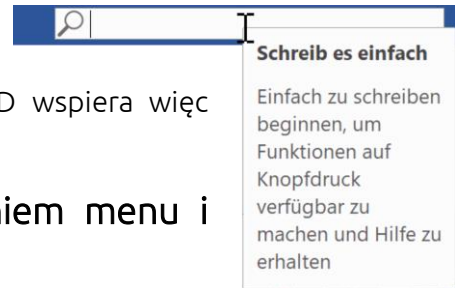 Schreib es einfach
D wspiera więc
Einfach zu schreiben
beginnen, um
Funktionen auf
Knopfdruck
verfügbar zu
machen und Hilfe zu
erhalten
iem menu i